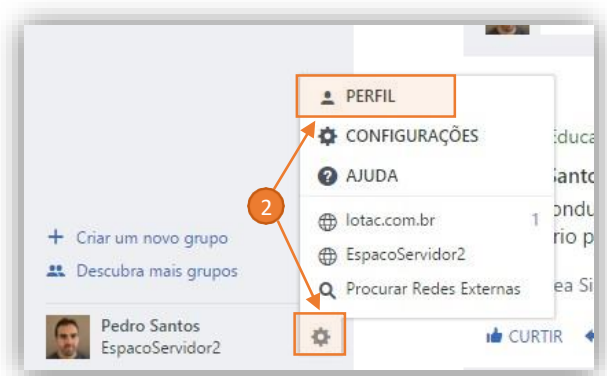 PERFIL
CONFIGURAÇÕES
AJUDA
lotac.com.br 1
EspacoServidor2
Procurar Redes Externas
2
+ Criar um novo grupo
Descubra mais grupos
Pedro Santos
EspacoServidor2
CURTIR